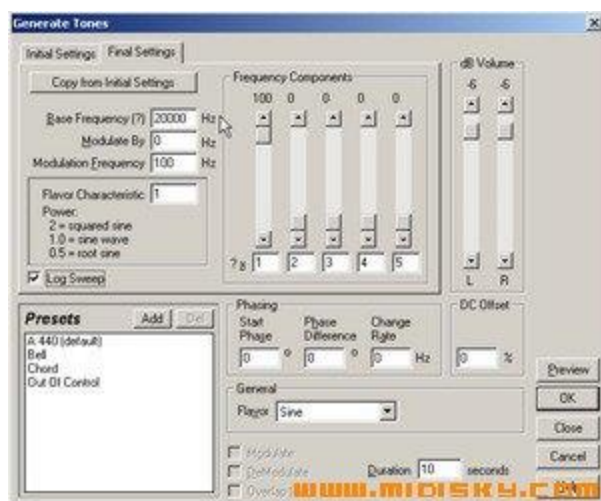 Generate Tones
Initial Settings Final Settings
Copy from Initial Settings
Base Frequency (?) 20000 Hz
Modulate By 0 Hz
Modulation Frequency 100 Hz
Flavor Characteristic 1
Power:
2 = squared sine
1.0 = sine wave
0.5 = root sine
Log Sweep
Frequency Components
100 0 0 0 0
? x 1 2 3 4 5
dB Volume
-6 -6
L R
Presets Add Del
A 440 (default)
Bell
Chord
Out Of Control
Phasing
Start Phase Phase Difference Change Rate
0 ° 0 ° 0 Hz
DC Offset
0 %
General
Flavor Sine
Modulate
DeModulate
Overlap
Duration 10 seconds
Preview
OK
Close
Cancel
www.midisky.com